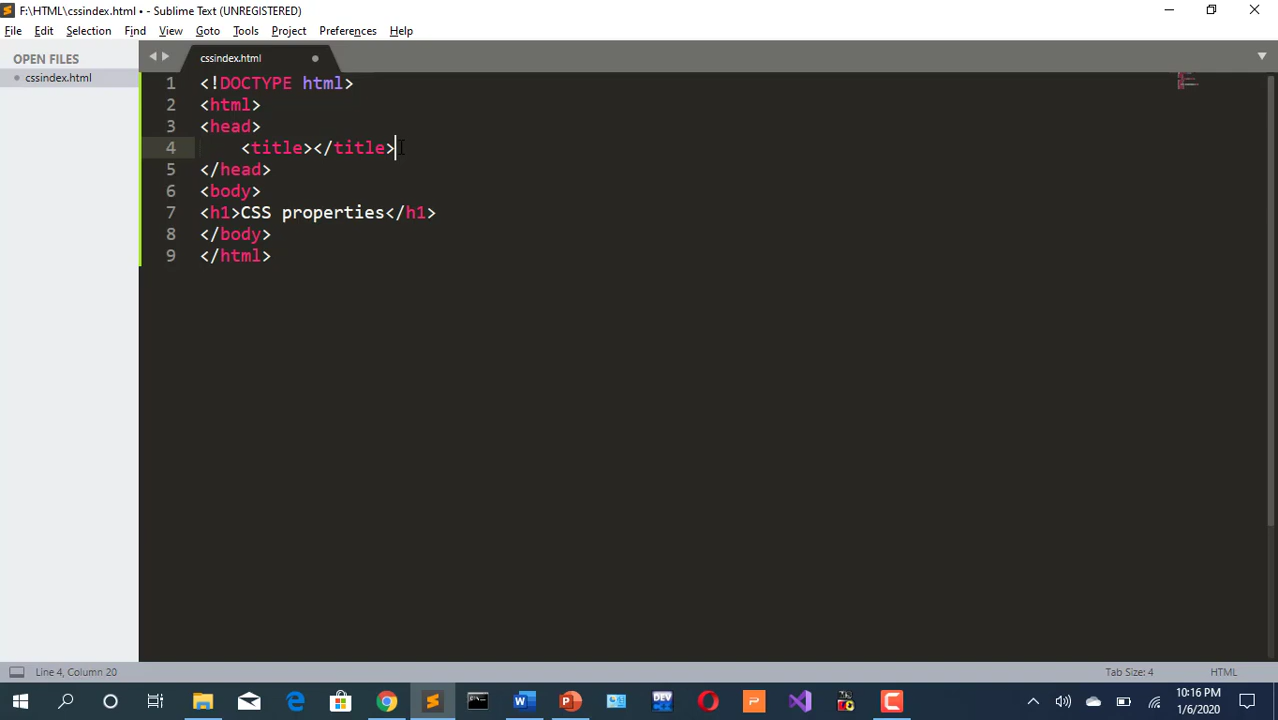 F:\HTML\cssindex.html • - Sublime Text (UNREGISTERED)
File Edit Selection Find View Goto Tools Project Preferences Help
OPEN FILES
cssindex.html
cssindex.html
1 <!DOCTYPE html>
2 <html>
3 <head>
4     <title></title>
5 </head>
6 <body>
7 <h1>CSS properties</h1>
8 </body>
9 </html>
Line 4, Column 20
Tab Size: 4
HTML
DEV
10:16 PM
1/6/2020